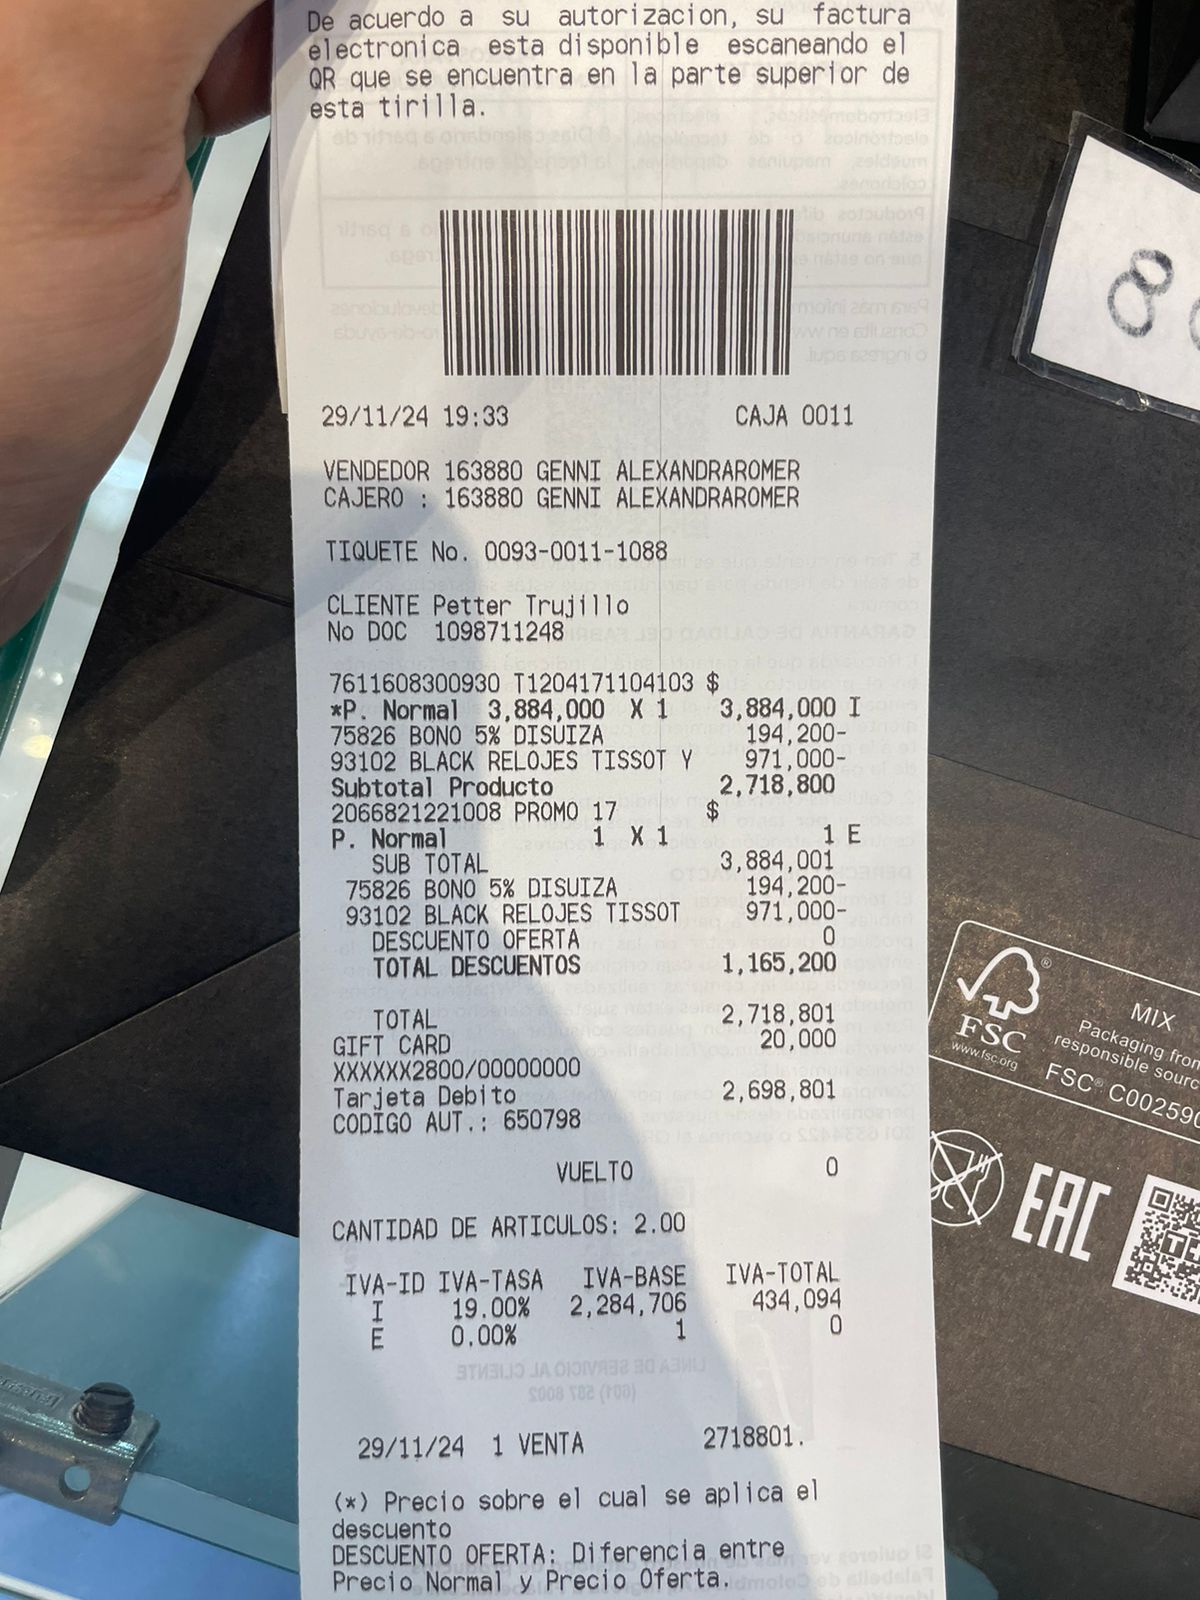 De acuerdo a su autorizacion, su factura
electronica esta disponible escaneando el
QR que se encuentra en la parte superior de
esta tirilla.
29/11/24 19:33 CAJA 0011
VENDEDOR 163880 GENNI ALEXANDRAROMER
CAJERO : 163880 GENNI ALEXANDRAROMER
TIQUETE No. 0093-0011-1088
CLIENTE Petter Trujillo
No DOC 1098711248
7611608300930 T1204171104103 $
*P. Normal 3,884,000 X 1 3,884,000 I
75826 BONO 5% DISUIZA 194,200-
93102 BLACK RELOJES TISSOT Y 971,000-
Subtotal Producto 2,718,800
2066821221008 PROMO 17 $
P. Normal 1 X 1 1 E
SUB TOTAL 3,884,001
75826 BONO 5% DISUIZA 194,200-
93102 BLACK RELOJES TISSOT 971,000-
DESCUENTO OFERTA 0
TOTAL DESCUENTOS 1,165,200
TOTAL 2,718,801
GIFT CARD 20,000
XXXXXX2800/00000000
Tarjeta Debito 2,698,801
CODIGO AUT.: 650798
VUELTO 0
CANTIDAD DE ARTICULOS: 2.00
IVA-ID IVA-TASA IVA-BASE IVA-TOTAL
I 19.00% 2,284,706 434,094
E 0.00% 1 0
29/11/24 1 VENTA 2718801.
(*) Precio sobre el cual se aplica el
descuento
DESCUENTO OFERTA: Diferencia entre
Precio Normal y Precio Oferta.
8
FSC®
www.fsc.org
MIX
Packaging from
responsible
FSC® C00259
EAC